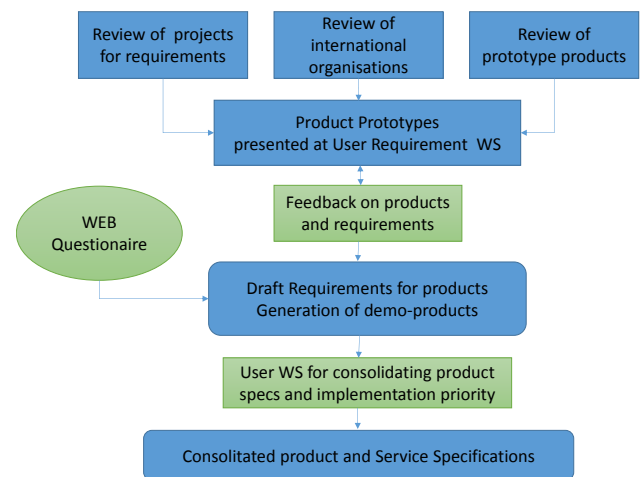 Review of projects
for requirements
Review of
international
organisations
Review of
prototype products
Product Prototypes
presented at User Requirement WS
Feedback on products
and requirements
WEB
Questionaire
Draft Requirements for products
Generation of demo-products
User WS for consolidating product
specs and implementation priority
Consolitated product and Service Specifications